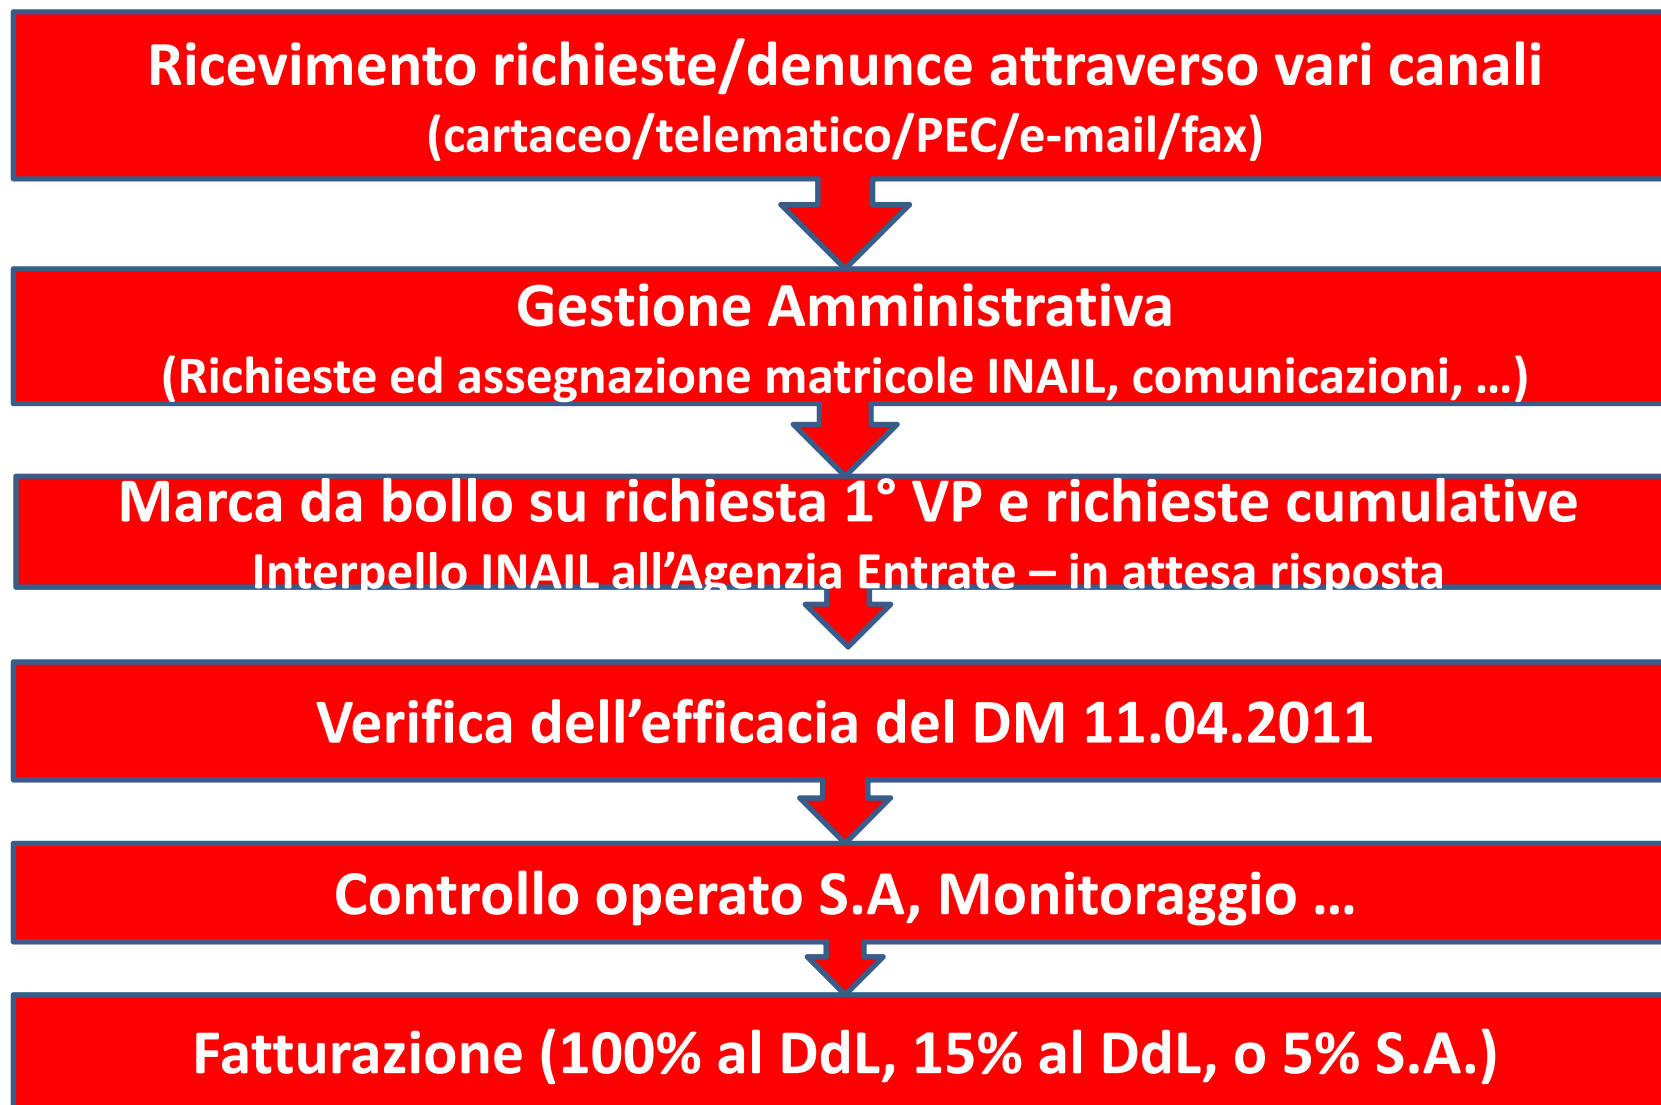 Ricevimento richieste/denunce attraverso vari canali
(cartaceo/telematico/PEC/e-mail/fax)
Gestione Amministrativa
(Richieste ed assegnazione matricole INAIL, comunicazioni, …)
Marca da bollo su richiesta 1° VP e richieste cumulative
Interpello INAIL all’Agenzia Entrate – in attesa risposta
Verifica dell’efficacia del DM 11.04.2011
Controllo operato S.A, Monitoraggio …
Fatturazione (100% al DdL, 15% al DdL, o 5% S.A.)